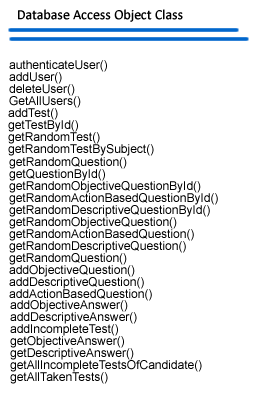 Database Access Object Class
authenticateUser()
addUser()
deleteUser()
GetAllUsers()
addTest()
getTestById()
getRandomTest()
getRandomTestBySubject()
getRandomQuestion()
getQuestionById()
getRandomObjectiveQuestionById()
getRandomActionBasedQuestionById()
getRandomDescriptiveQuestionById()
getRandomObjectiveQuestion()
getRandomActionBasedQuestion()
getRandomDescriptiveQuestion()
getRandomQuestion()
addObjectiveQuestion()
addDescriptiveQuestion()
addActionBasedQuestion()
addObjectiveAnswer()
addDescriptiveAnswer()
addIncompleteTest()
getObjectiveAnswer()
getDescriptiveAnswer()
getAllIncompleteTestsOfCandidate()
getAllTakenTests()